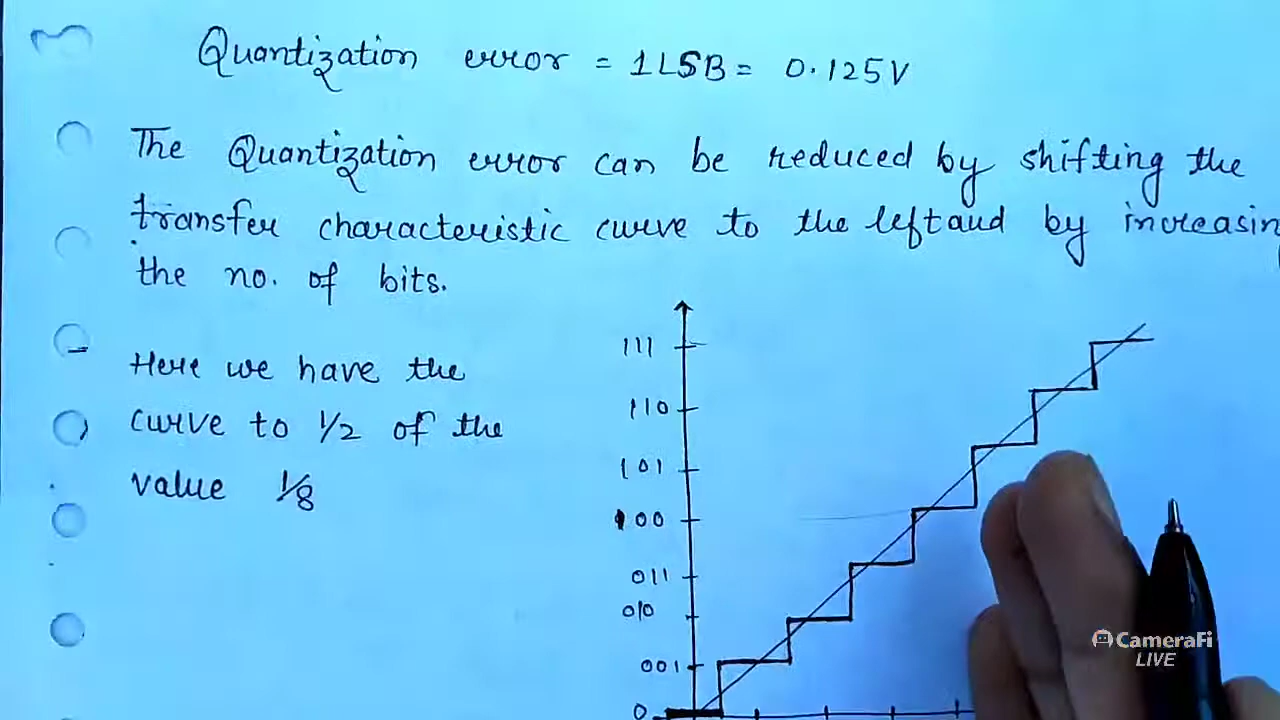 Quantization error = 1LSB = 0.125V
The Quantization error can be reduced by shifting the
transfer characteristic curve to the left and by increasin
the no. of bits.
Here we have the
curve to 1/2 of the
value 1/8
111
110
101
100
011
010
001
0
CameraFi
LIVE